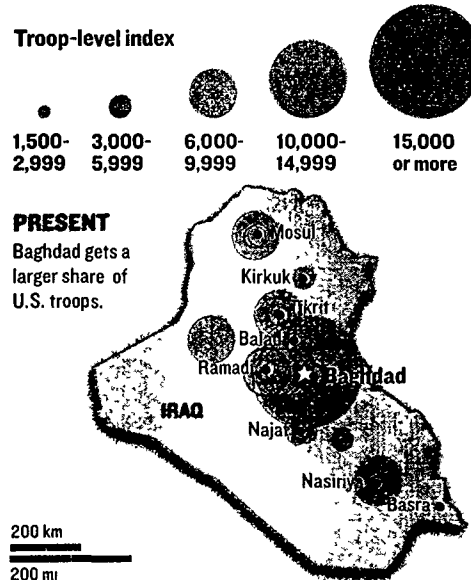 Troop-level index
1,500-
2,999
3,000-
5,999
6,000-
9,999
10,000-
14,999
15,000
or more
PRESENT
Baghdad gets a
larger share of
U.S. troops.
Mosul
Kirkuk
Tikrit
Balad
Ramadi
Baghdad
IRAQ
Najaf
Nasiriy
Basra
200 km
200 mi